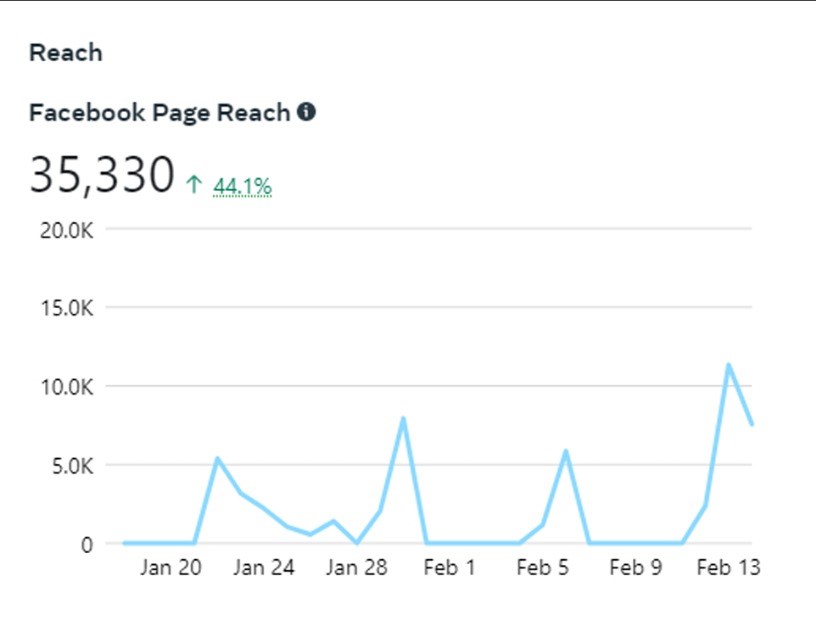 Reach
Facebook Page Reach
35,330 ↑ 44.1%
20.0K
15.0K
10.0K
5.0K
0
Jan 20 Jan 24 Jan 28 Feb 1 Feb 5 Feb 9 Feb 13